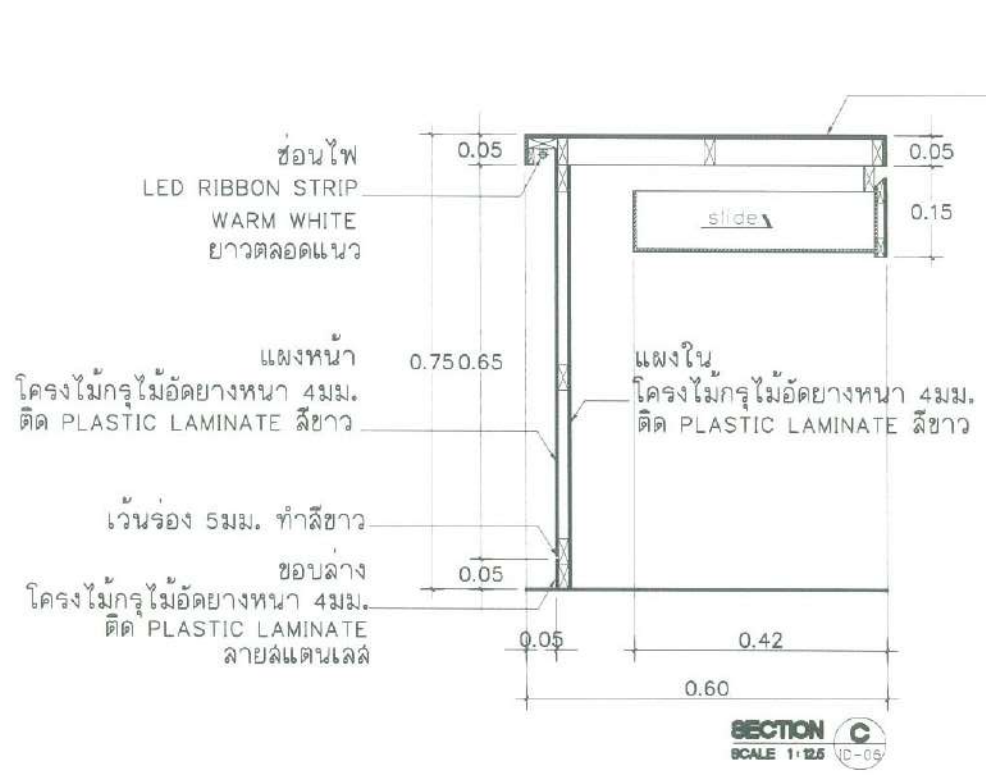 ซ่อนไฟ
LED RIBBON STRIP
WARM WHITE
ยาวตลอดแนว
0.05
0.05
0.15
slide
แผงหน้า
โครงไม้กรุไม้อัดยางหนา 4มม.
ติด PLASTIC LAMINATE สีขาว
0.75
0.65
แผงใน
โครงไม้กรุไม้อัดยางหนา 4มม.
ติด PLASTIC LAMINATE สีขาว
เว้นร่อง 5มม. ทำสีขาว
ขอบล่าง
โครงไม้กรุไม้อัดยางหนา 4มม.
ติด PLASTIC LAMINATE
ลายสแตนเลส
0.05
0.05
0.42
0.60
SECTION C
SCALE 1:12.5 ID-05